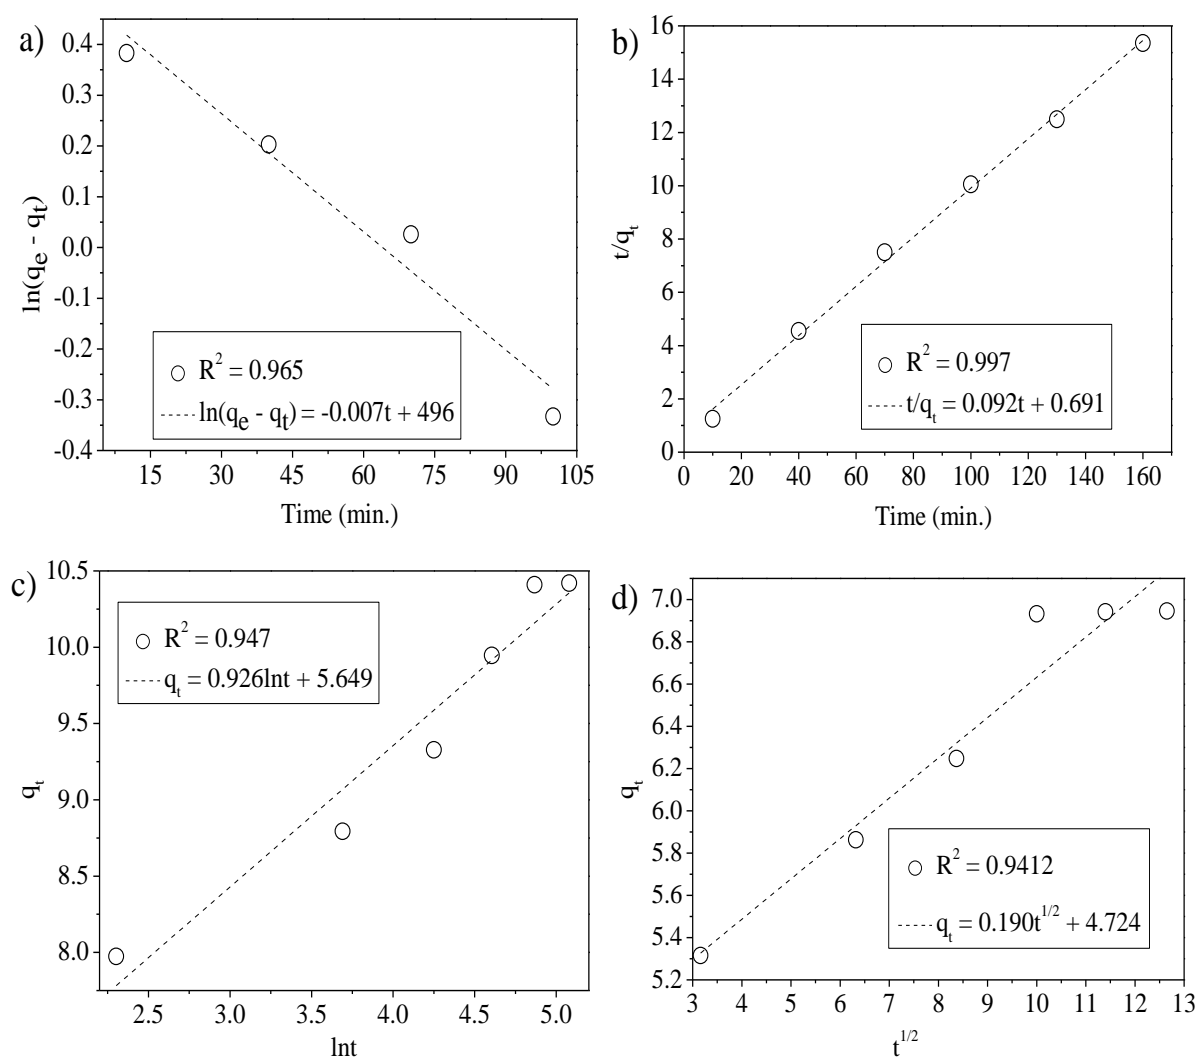 a)
0.4
0.3
0.2
0.1
0.0
-0.1
-0.2
-0.3
-0.4
ln(qe - qt)
R2 = 0.965
ln(qe - qt) = -0.007t + 496
15 30 45 60 75 90 105
Time (min.)
b)
16
14
12
10
8
6
4
2
0
t/qt
R2 = 0.997
t/qt = 0.092t + 0.691
0 20 40 60 80 100 120 140 160
Time (min.)
c)
10.5
10.0
9.5
9.0
8.5
8.0
qt
R2 = 0.947
qt = 0.926lnt + 5.649
2.5 3.0 3.5 4.0 4.5 5.0
lnt
d)
7.0
6.8
6.6
6.4
6.2
6.0
5.8
5.6
5.4
5.2
qt
R2 = 0.9412
qt = 0.190t1/2 + 4.724
3 4 5 6 7 8 9 10 11 12 13
t1/2